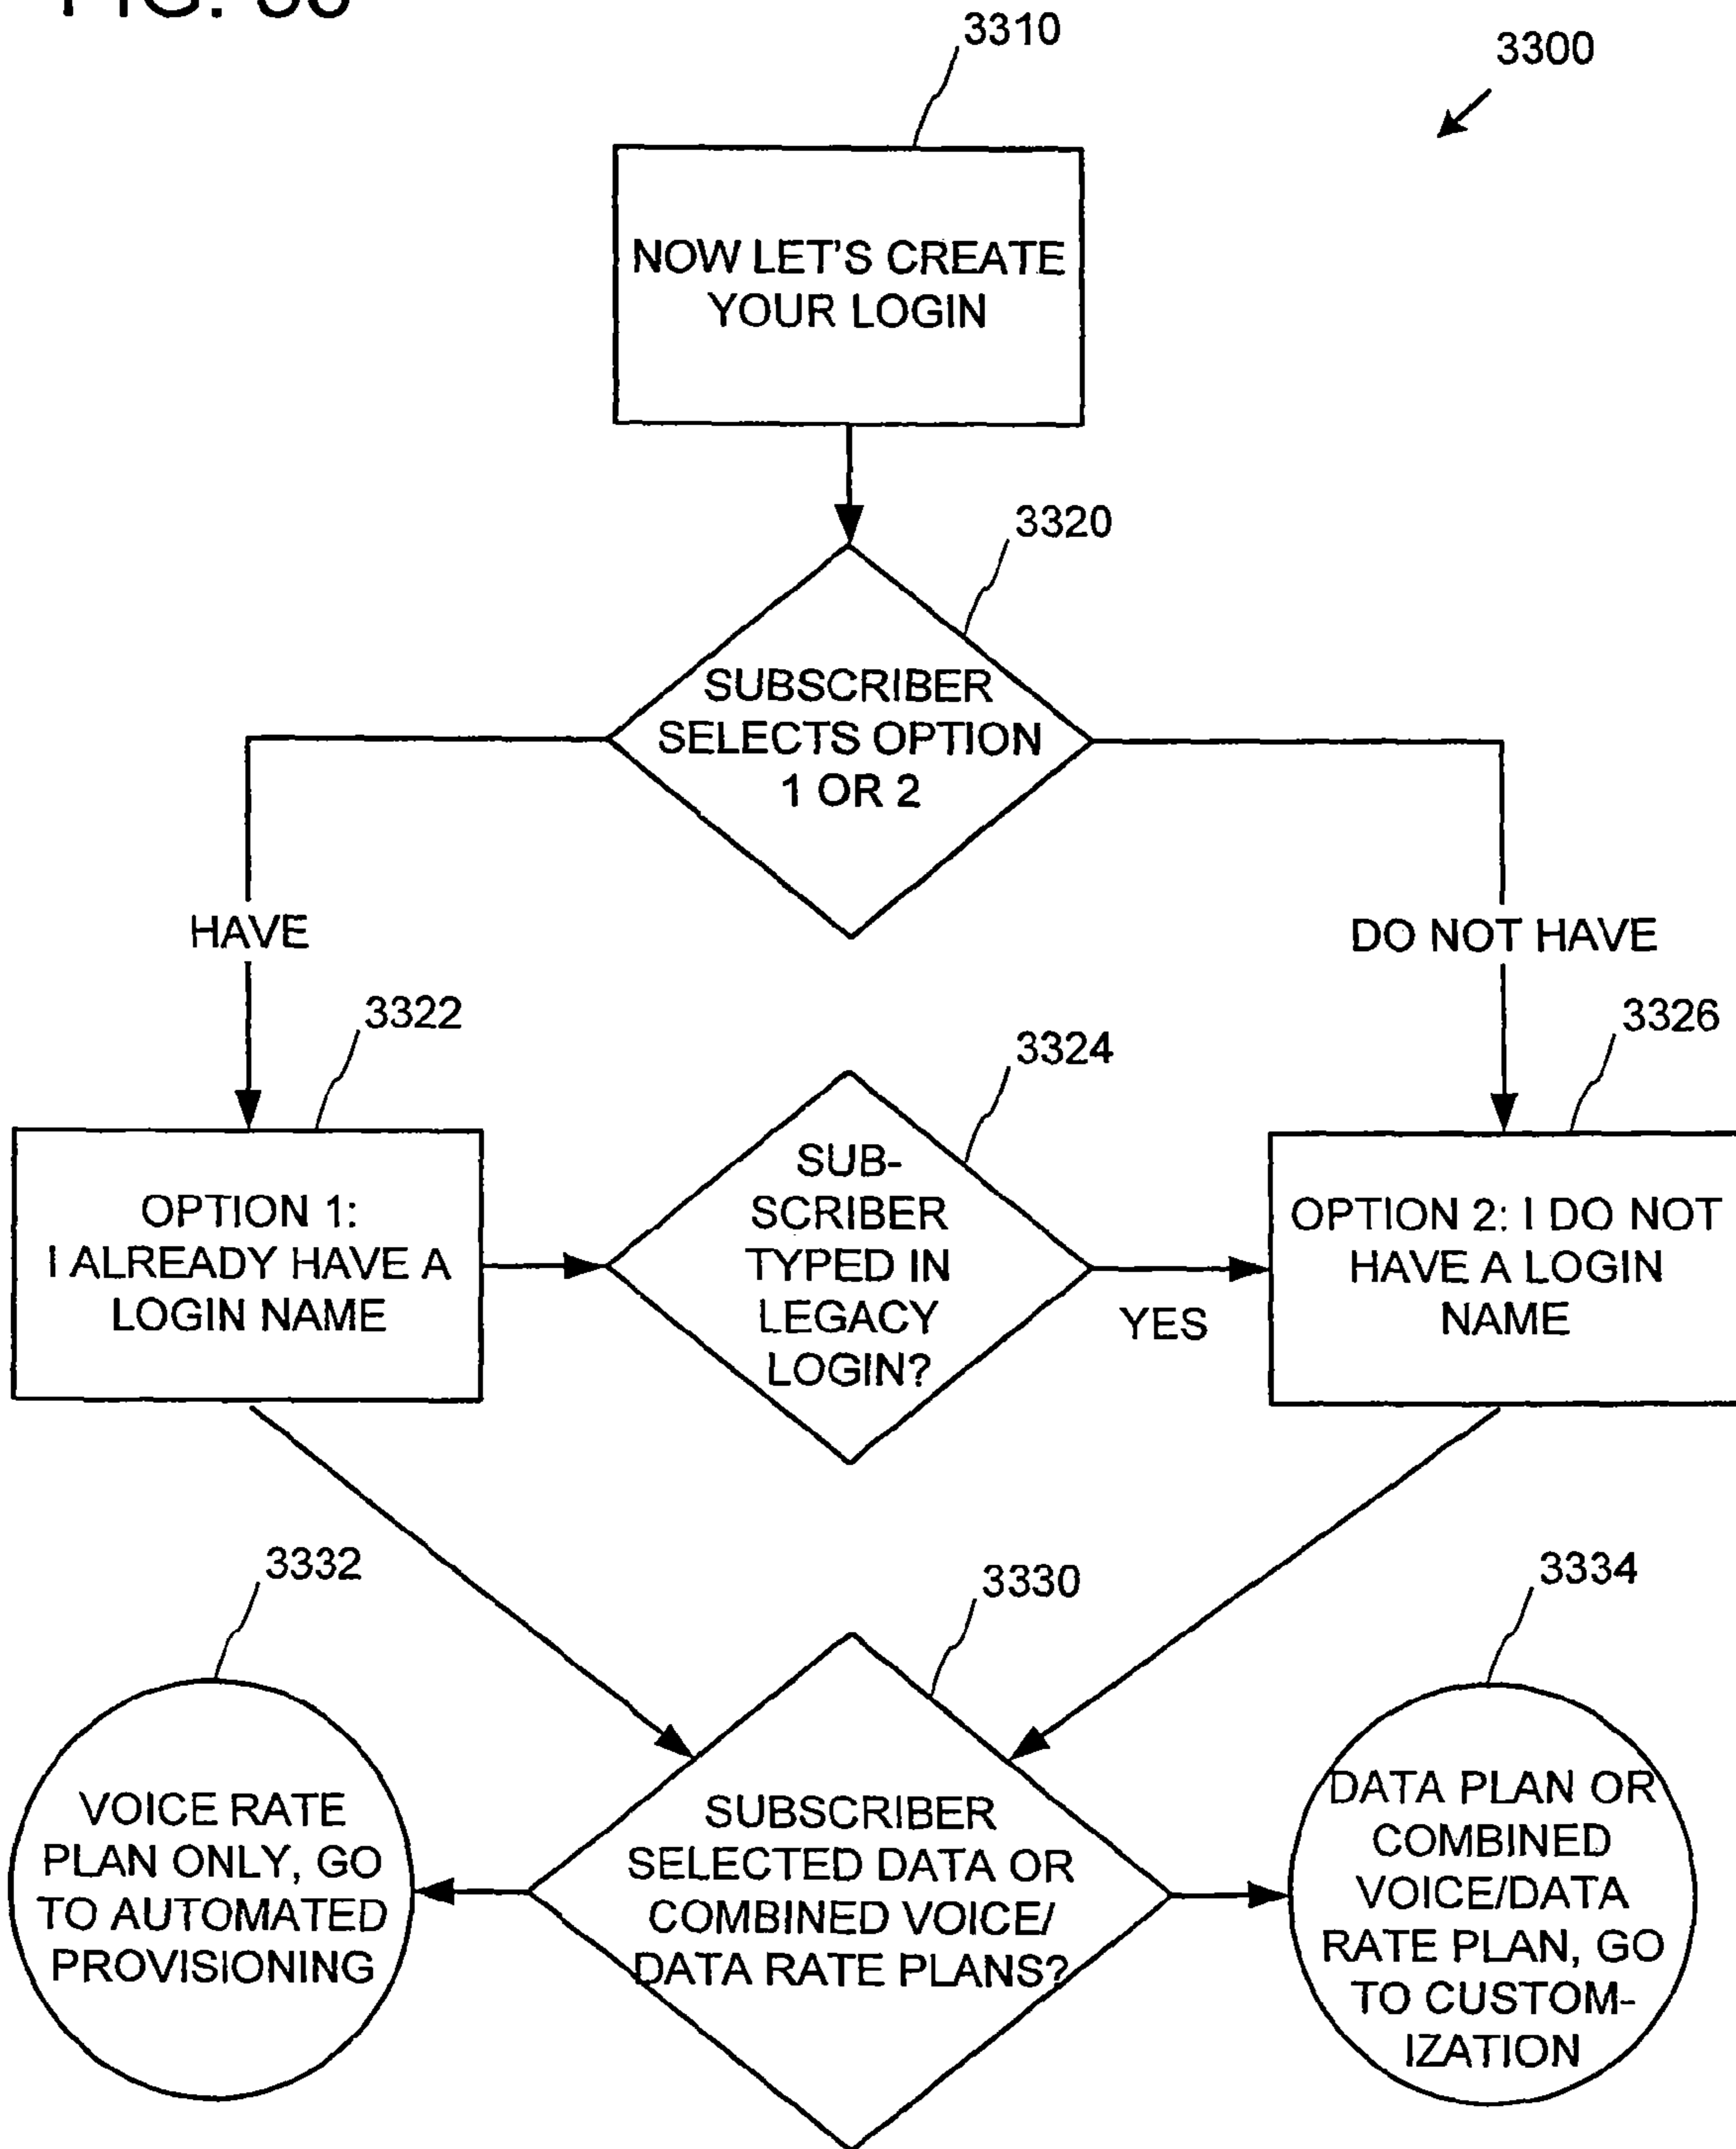 FIG. 33
3310
3300
NOW LET'S CREATE
YOUR LOGIN
3320
SUBSCRIBER
SELECTS OPTION
1 OR 2
HAVE
DO NOT HAVE
3322
3324
3326
OPTION 1:
I ALREADY HAVE A
LOGIN NAME
SUB-
SCRIBER
TYPED IN
LEGACY
LOGIN?
YES
OPTION 2: I DO NOT
HAVE A LOGIN
NAME
3332
3330
3334
VOICE RATE
PLAN ONLY, GO
TO AUTOMATED
PROVISIONING
SUBSCRIBER
SELECTED DATA OR
COMBINED VOICE/
DATA RATE PLANS?
DATA PLAN OR
COMBINED
VOICE/DATA
RATE PLAN, GO
TO CUSTOM-
IZATION